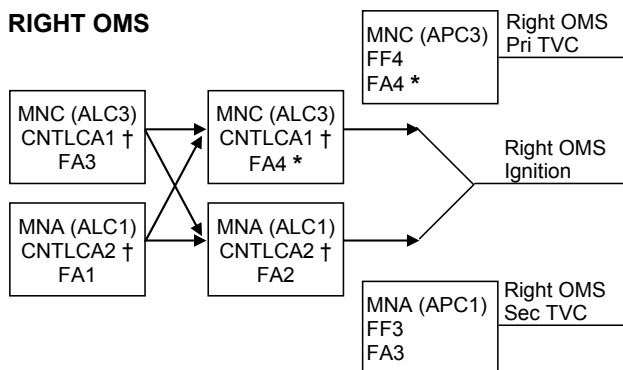 RIGHT OMS
MNC (APC3)
FF4
FA4 *
Right OMS
Pri TVC
MNC (ALC3)
CNTLCA1 †
FA3
MNC (ALC3)
CNTLCA1 †
FA4 *
Right OMS
Ignition
MNA (ALC1)
CNTLCA2 †
FA1
MNA (ALC1)
CNTLCA2 †
FA2
MNA (APC1)
FF3
FA3
Right OMS
Sec TVC